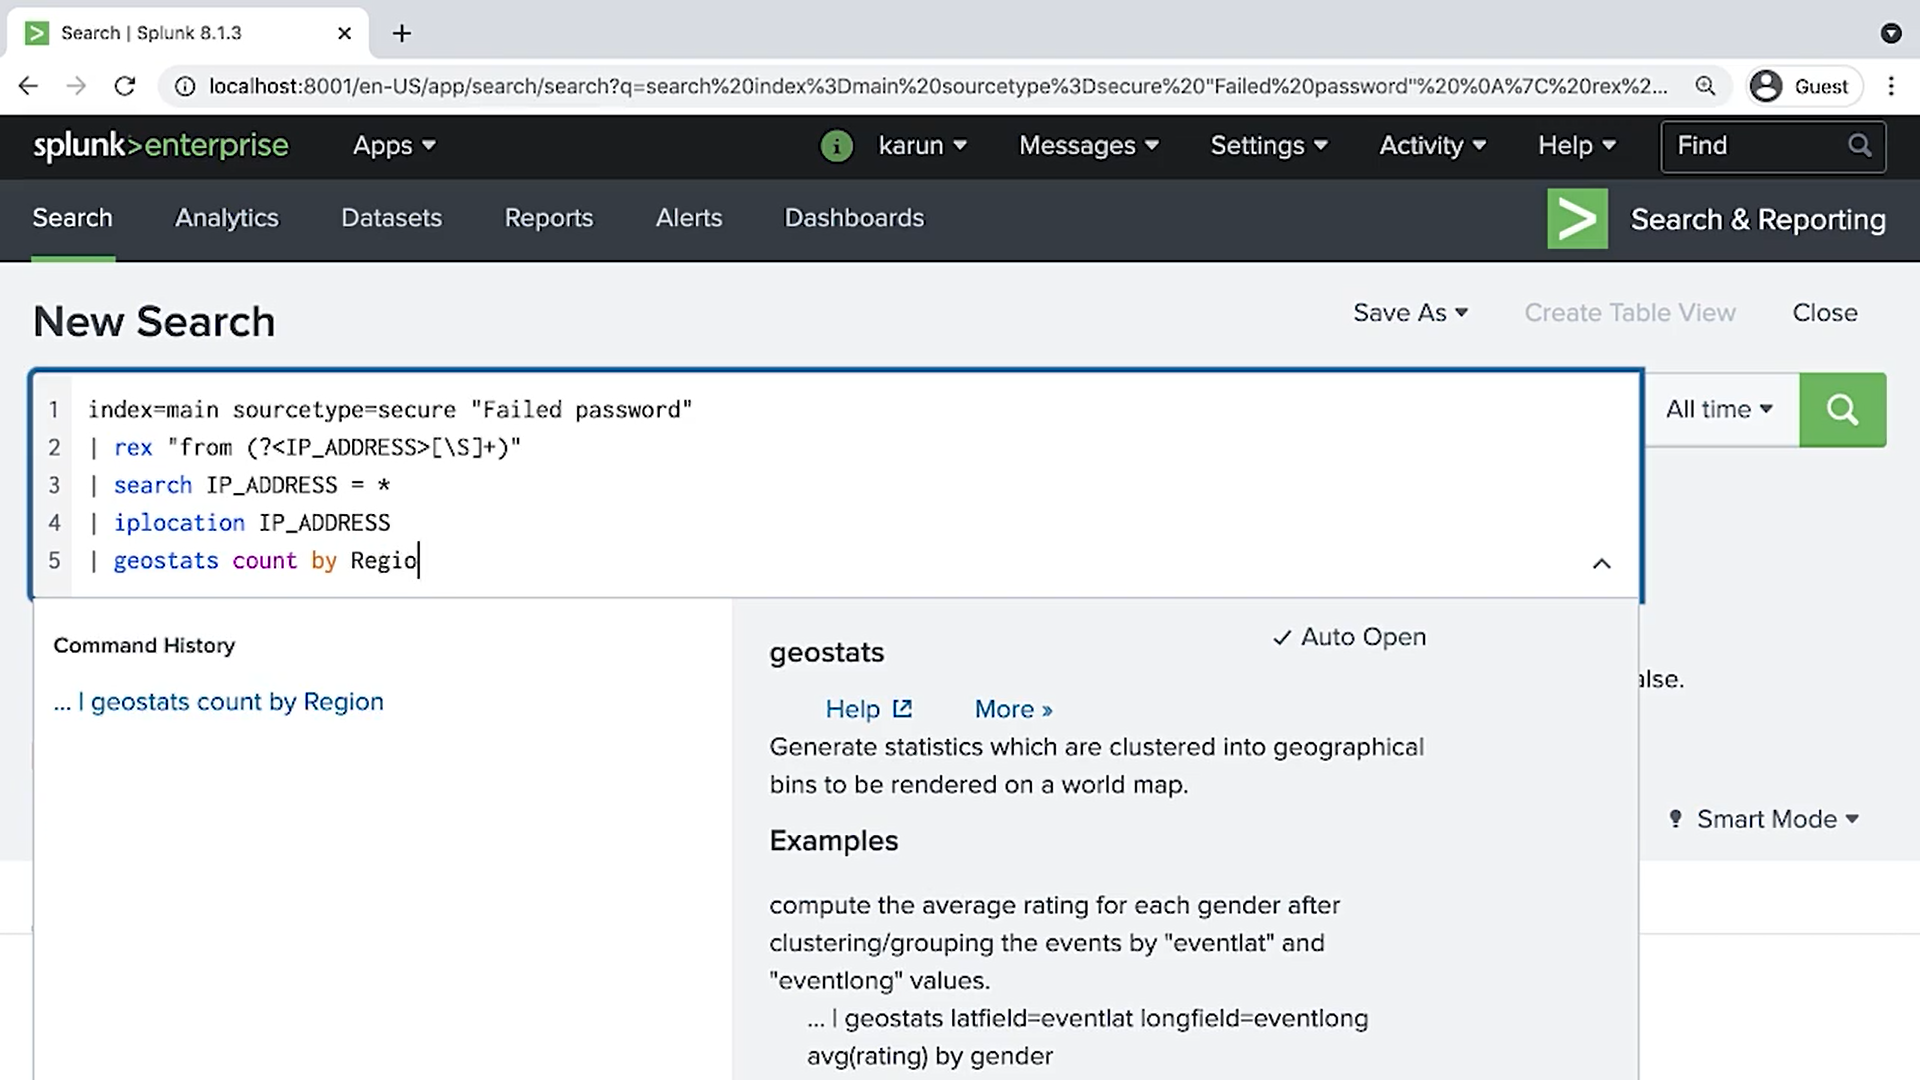 Search | Splunk 8.1.3
localhost:8001/en-US/app/search/search?q=search%20index%3Dmain%20sourcetype%3Dsecure%20"Failed%20password"%20%0A%7C%20rex%2...
Guest
splunk>enterprise
Apps
i
karun
Messages
Settings
Activity
Help
Find
Search
Analytics
Datasets
Reports
Alerts
Dashboards
Search & Reporting
New Search
Save As
Create Table View
Close
1 index=main sourcetype=secure "Failed password"
2 | rex "from (?<IP_ADDRESS>[\S]+)"
3 | search IP_ADDRESS = *
4 | iplocation IP_ADDRESS
5 | geostats count by Regio
All time
Command History
... | geostats count by Region
geostats
✓ Auto Open
Help
More »
Generate statistics which are clustered into geographical
bins to be rendered on a world map.
Examples
compute the average rating for each gender after
clustering/grouping the events by "eventlat" and
"eventlong" values.
... | geostats latfield=eventlat longfield=eventlong
avg(rating) by gender
alse.
Smart Mode